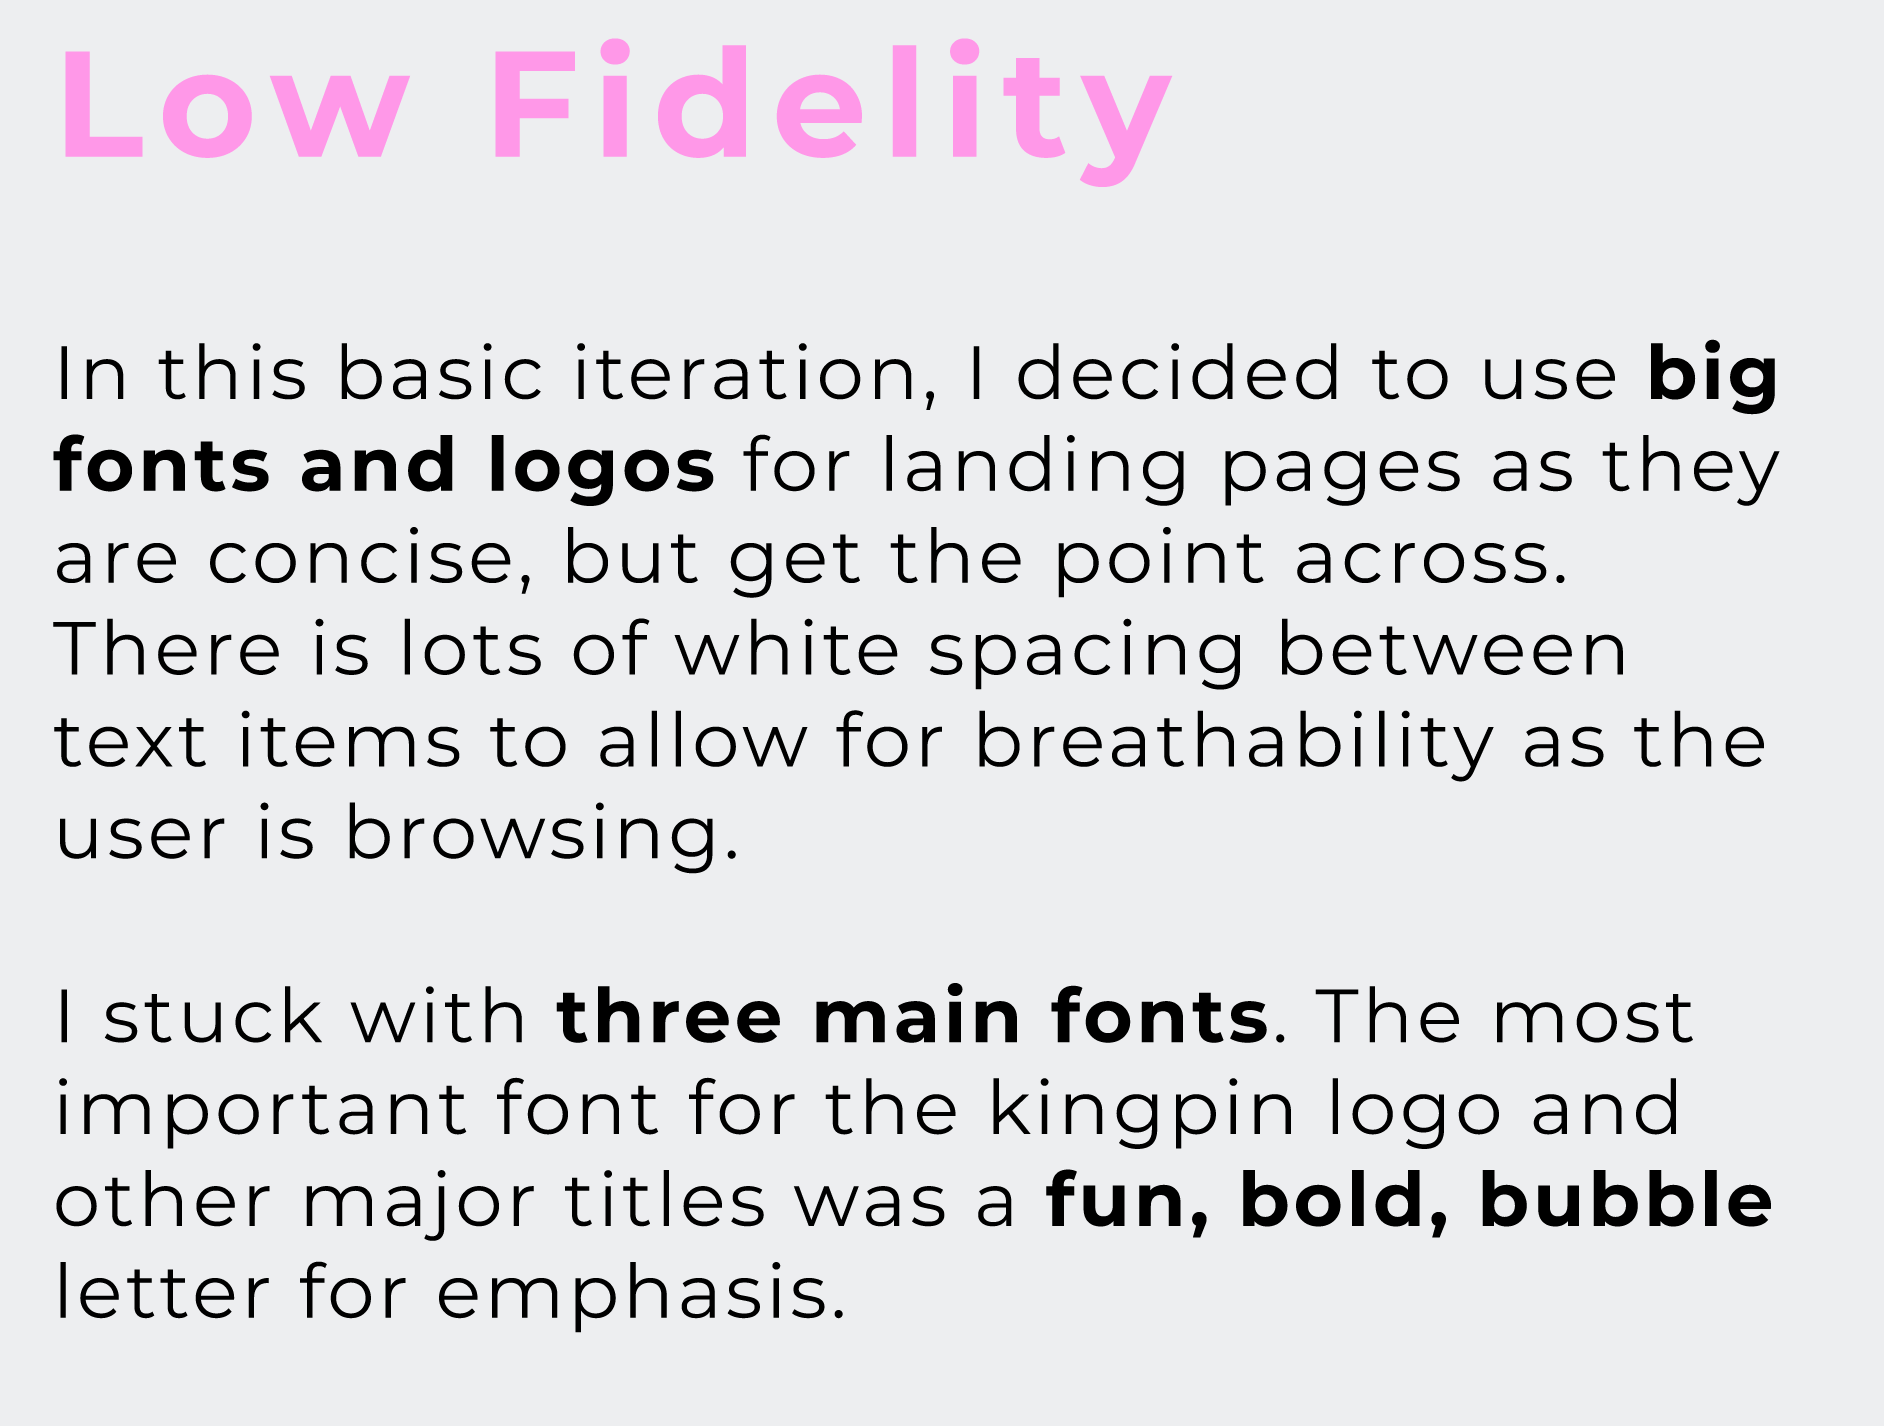 Low Fidelity
In this basic iteration, I decided to use big
fonts and logos for landing pages as they
are concise, but get the point across.
There is lots of white spacing between
text items to allow for breathability as the
user is browsing.
I stuck with three main fonts. The most
important font for the kingpin logo and
other major titles was a fun, bold, bubble
letter for emphasis.